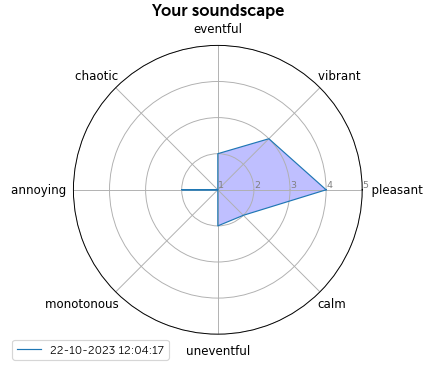 Your soundscape
eventful
chaotic
vibrant
annoying
1 2 3 4 5
pleasant
monotonous
calm
22-10-2023 12:04:17
uneventful